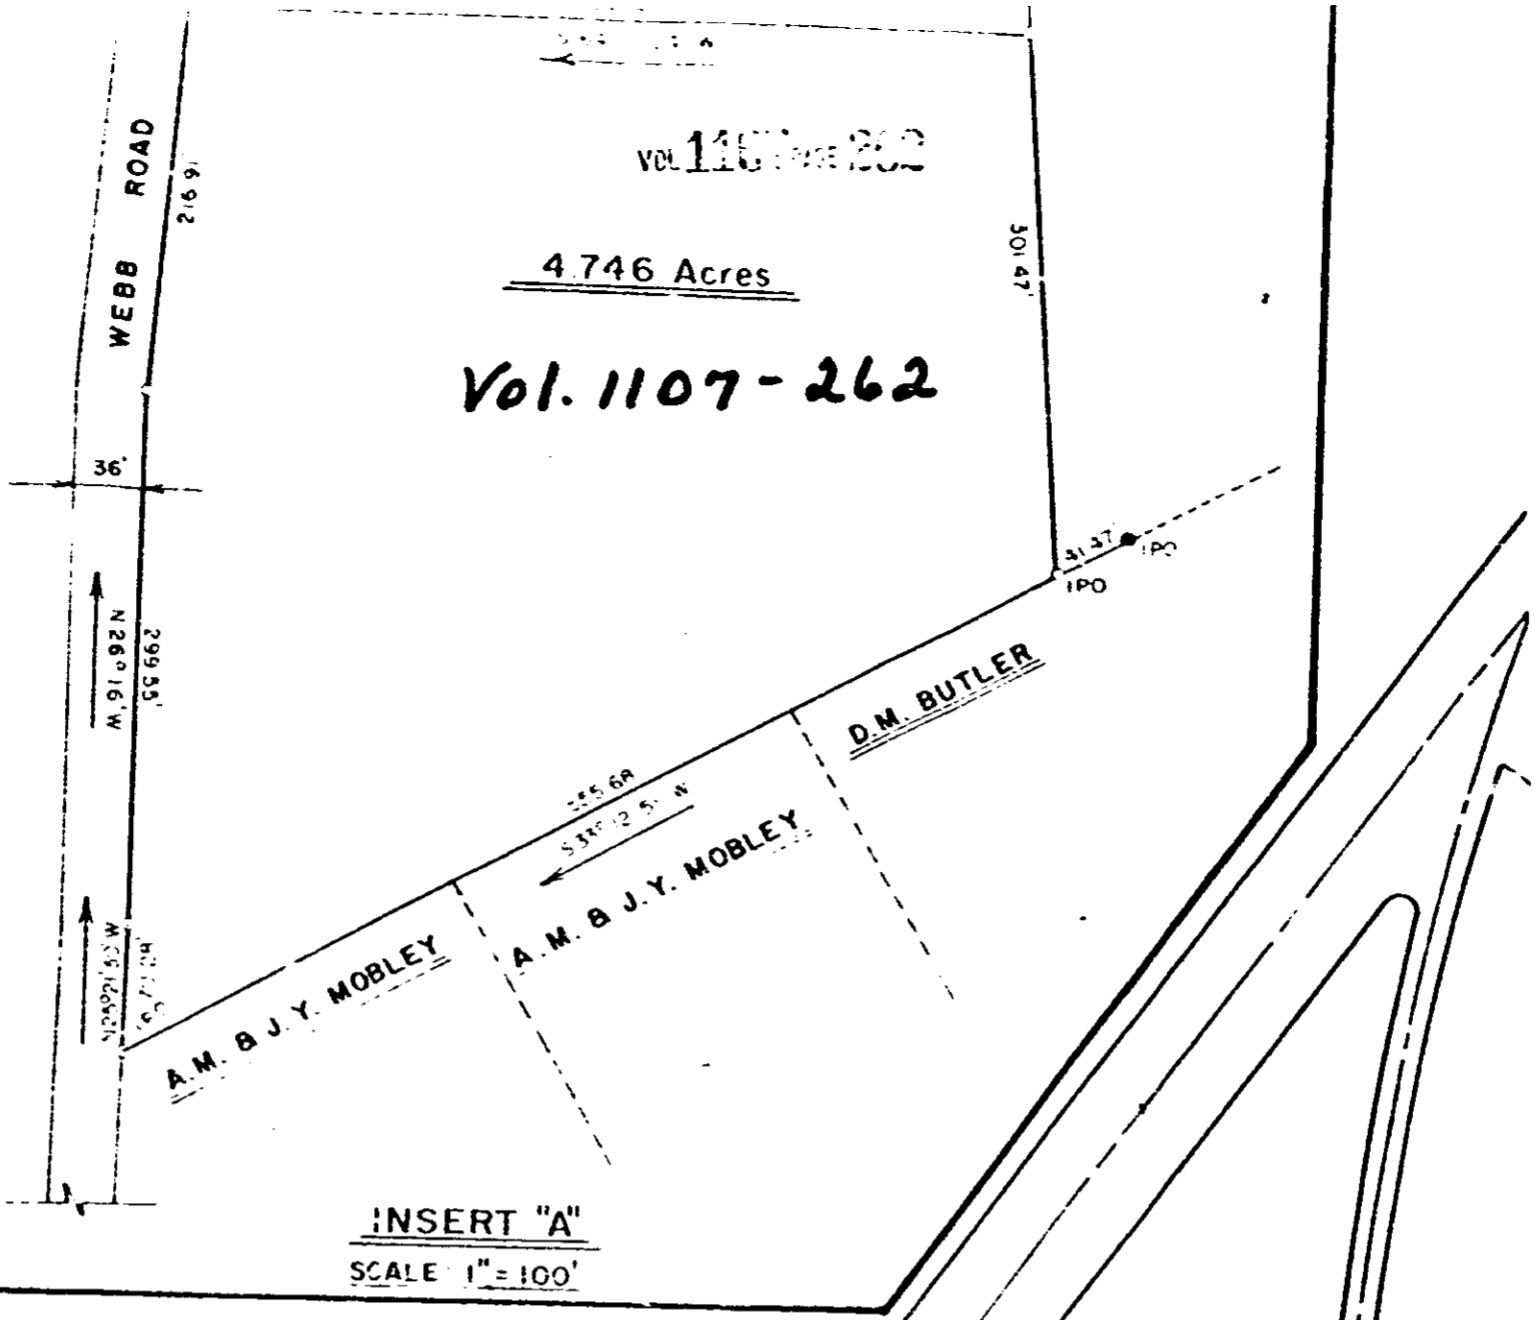 WEBB ROAD
216.91'
VOL
4.746 Acres
301.47'
Vol. 1107-262
36'
N 26° 16' W
299.55'
IPO
IPO
D.M. BUTLER
A.M. & J.Y. MOBLEY
A.M. & J.Y. MOBLEY
INSERT "A"
SCALE 1" = 100'